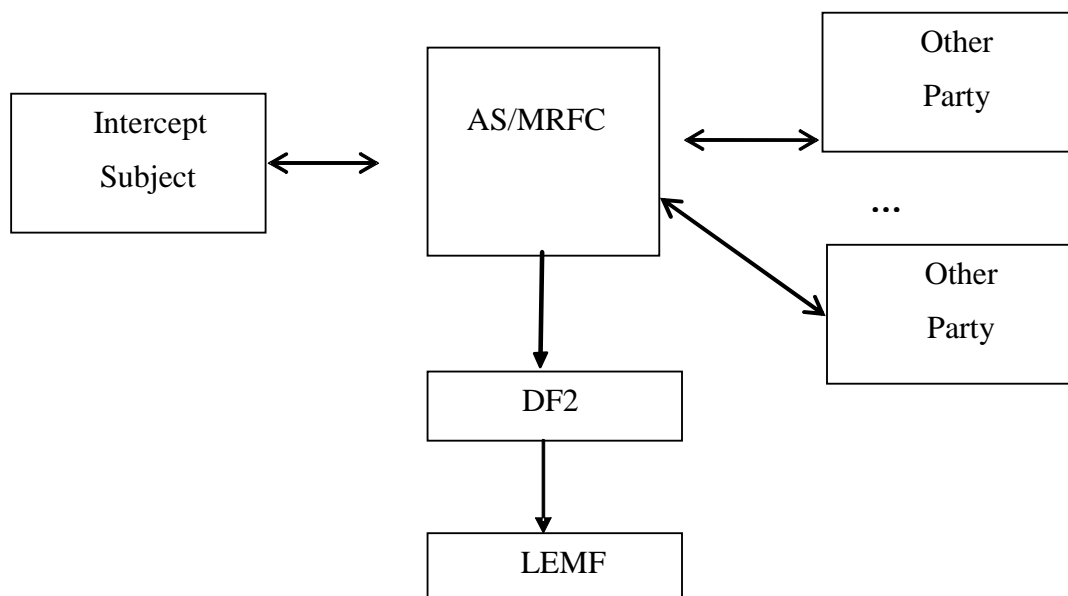 Intercept
Subject
AS/MRFC
Other
Party
...
Other
Party
DF2
LEMF